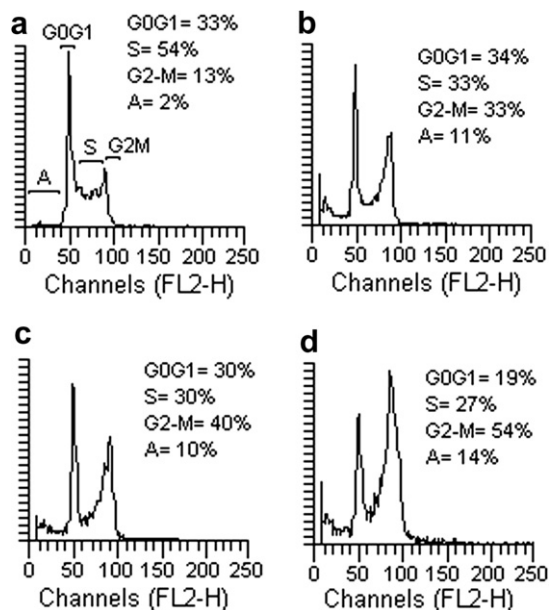 a
G0G1
G0G1= 33%
S= 54%
G2-M= 13%
A= 2%
A
S
G2M
0 50 100 150 200 250
Channels (FL2-H)
b
G0G1= 34%
S= 33%
G2-M= 33%
A= 11%
0 50 100 150 200 250
Channels (FL2-H)
c
G0G1= 30%
S= 30%
G2-M= 40%
A= 10%
0 50 100 150 200 250
Channels (FL2-H)
d
G0G1= 19%
S= 27%
G2-M= 54%
A= 14%
0 50 100 150 200 250
Channels (FL2-H)